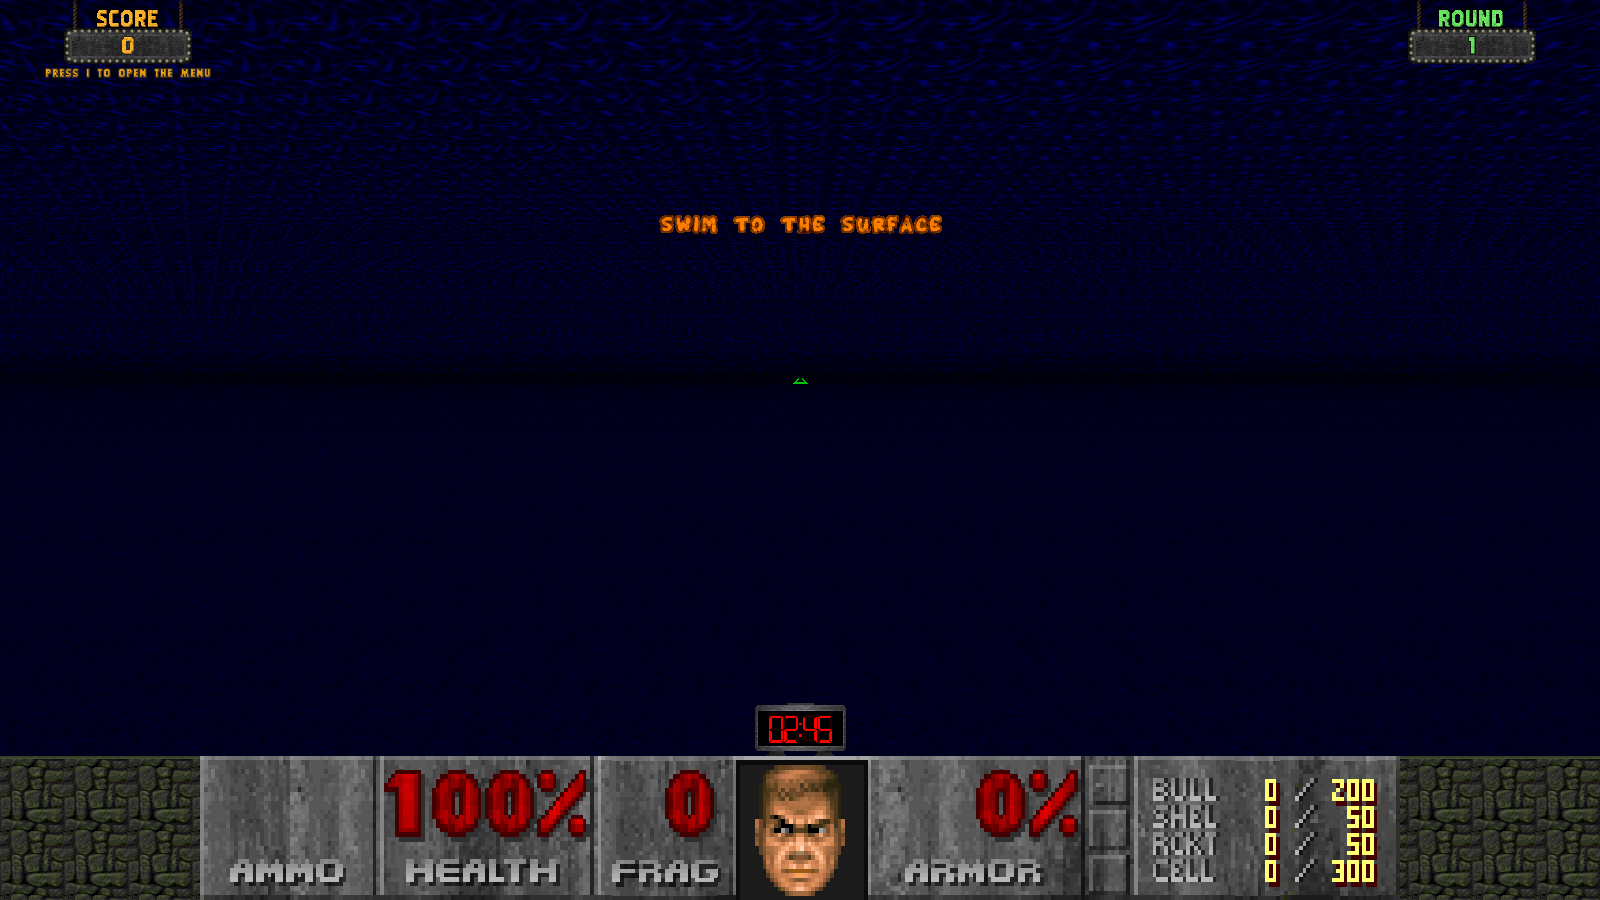 SCORE
0
PRESS I TO OPEN THE MENU
ROUND
1
SWIM TO THE SURFACE
02:45
100%
0
0%
AMMO
HEALTH
FRAG
ARMOR
BULL 0 / 200
SHEL 0 / 50
RCKT 0 / 50
CELL 0 / 300